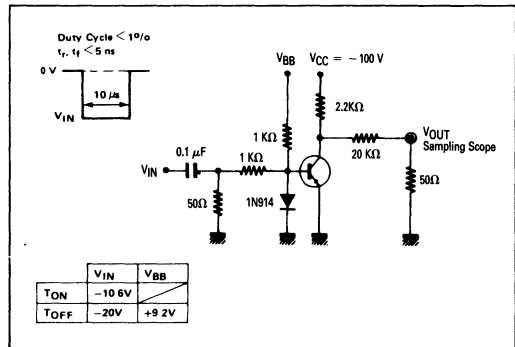 Duty Cycle < 1º/o
tr, tf < 5 ns
0 V
10 μs
VIN
VBB
VCC = −100 V
2.2KΩ
1 KΩ
VOUT
Sampling Scope
20 KΩ
0.1 μF
VIN
1 KΩ
50Ω
1N914
50Ω
VIN VBB
TON −10 6V
TOFF −20V +9 2V